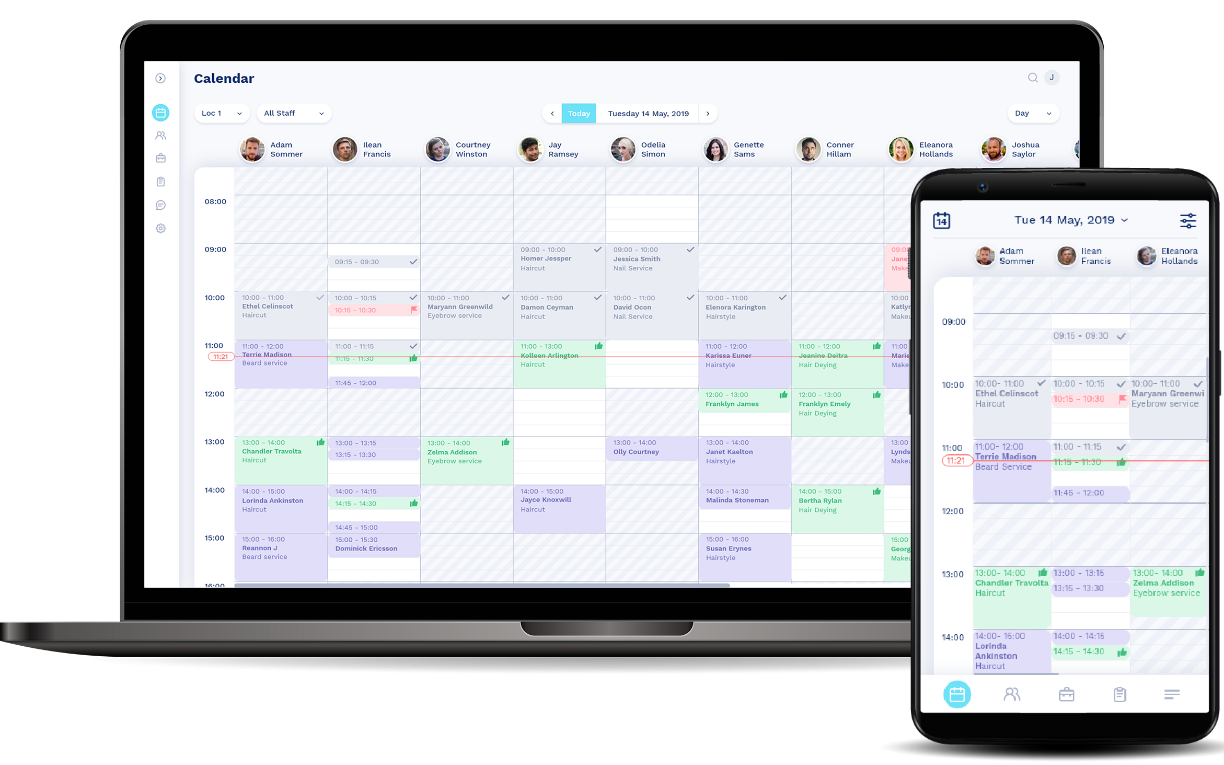 Calendar
J
Loc 1
All Staff
Today
Tuesday 14 May, 2019
Day
Adam
Sommer
Ilean
Francis
Courtney
Winston
Jay
Ramsey
Odelia
Simon
Genette
Sams
Conner
Hillam
Eleanora
Hollands
Joshua
Saylor
08:00
09:00
09:15 - 09:30
09:00 - 10:00
Homer Jessper
Haircut
09:00 - 10:00
Jessica Smith
Nail Service
09:0
Jane
Make
10:00
10:00 - 11:00
Ethel Celinscot
Haircut
10:00 - 10:15
10:15 - 10:30
10:00 - 11:00
Maryann Greenwild
Eyebrow service
10:00 - 11:00
Damon Ceyman
Haircut
10:00 - 11:00
David Ocon
Nail Service
10:00 - 11:00
Elenora Karington
Hairstyle
10:00
Katly
Makeu
11:00
11:21
11:00 - 12:00
Terrie Madison
Beard service
11:00 - 11:15
11:15 - 11:30
11:45 - 12:00
11:00 - 13:00
Kolleen Arlington
Haircut
11:00 - 12:00
Karissa Euner
Hairstyle
11:00 - 12:00
Jeanine Deitra
Hair Deying
11:00
Marie
Makeu
12:00
12:00 - 13:00
Franklyn James
12:00 - 13:00
Franklyn Emely
Hair Deying
13:00
13:00 - 14:00
Chandler Travolta
Haircut
13:00 - 13:15
13:15 - 13:30
13:00 - 14:00
Zelma Addison
Eyebrow service
13:00 - 14:00
Olly Courtney
13:00 - 14:00
Janet Kaelton
Hairstyle
13:00
Lynds
Makeu
14:00
14:00 - 15:00
Lorinda Ankinston
Haircut
14:00 - 14:15
14:15 - 14:30
14:45 - 15:00
14:00 - 15:00
Jayce Knoxwill
Haircut
14:00 - 14:30
Malinda Stoneman
14:00 - 15:00
Bertha Rylan
Hair Deying
15:00
15:00 - 16:00
Reannon J
Beard service
15:00 - 15:30
Dominick Ericsson
15:00 - 16:00
Susan Erynes
Hairstyle
15:00
Georg
Makeu
16:00
14
Tue 14 May, 2019
Adam
Sommer
Ilean
Francis
Eleanora
Hollands
09:00
09:15 - 09:30
10:00
10:00- 11:00
Ethel Celinscot
Haircut
10:00 - 10:15
10:15 - 10:30
10:00- 11:00
Maryann Greenwi
Eyebrow service
11:00
11:21
11:00- 12:00
Terrie Madison
Beard Service
11:00 - 11:15
11:15 - 11:30
11:45 - 12:00
12:00
13:00
13:00- 14:00
Chandler Travolta
Haircut
13:00 - 13:15
13:15 - 13:30
13:00- 14:00
Zelma Addison
Eyebrow service
14:00
14:00- 15:00
Lorinda
Ankinston
Haircut
14:00 - 14:15
14:15 - 14:30